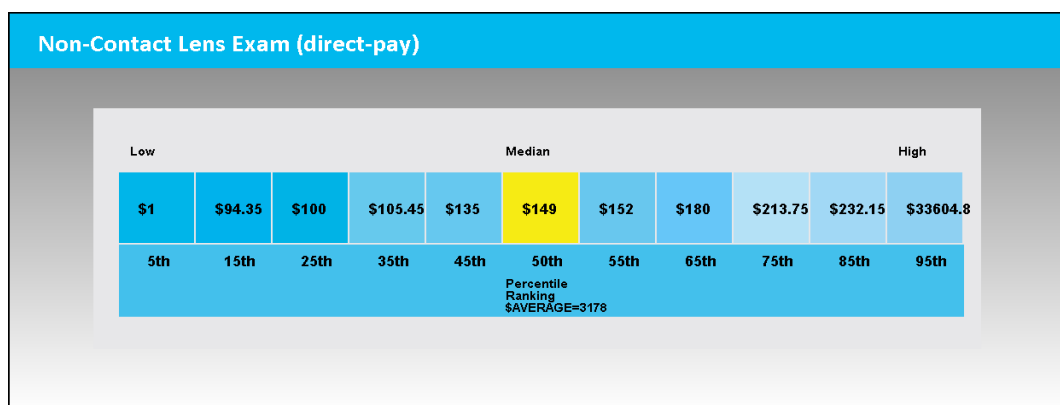 Non-Contact Lens Exam (direct-pay)
Low Median High
$1 $94.35 $100 $105.45 $135 $149 $152 $180 $213.75 $232.15 $33604.8
5th 15th 25th 35th 45th 50th 55th 65th 75th 85th 95th
Percentile
Ranking
$AVERAGE=3178